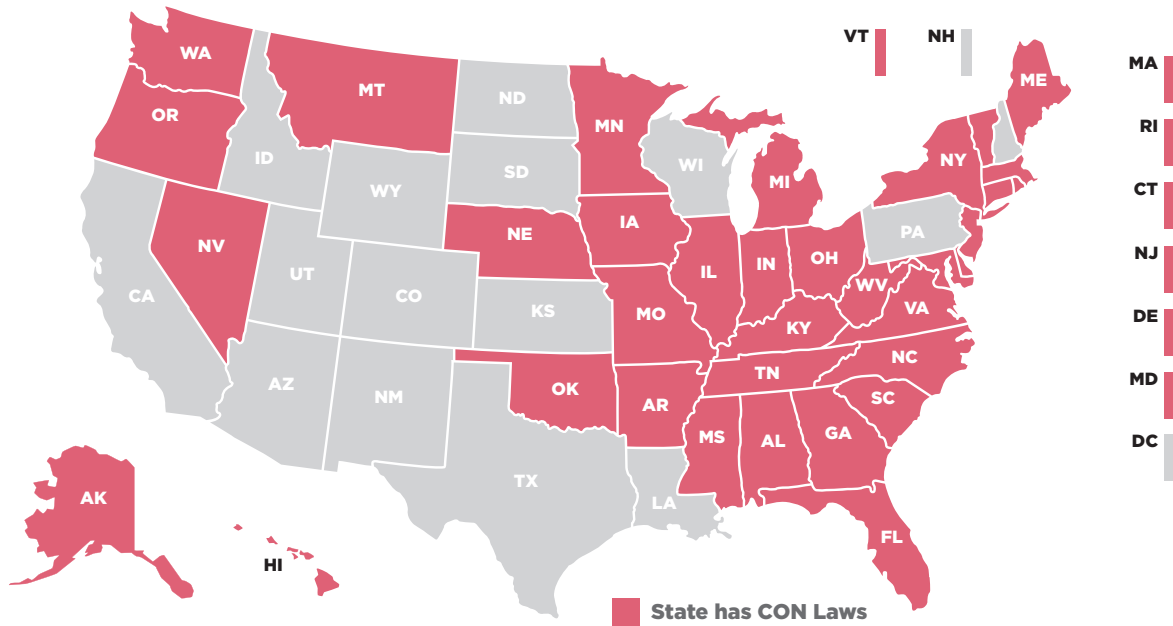 VT
NH
WA
MT
ND
MN
ME
MA
OR
ID
WY
SD
WI
MI
NY
RI
NV
UT
CO
NE
IA
IL
IN
OH
PA
CT
CA
KS
MO
KY
WV
VA
NJ
AZ
NM
OK
AR
TN
NC
SC
DE
TX
LA
MS
AL
GA
MD
AK
HI
FL
DC
State has CON Laws